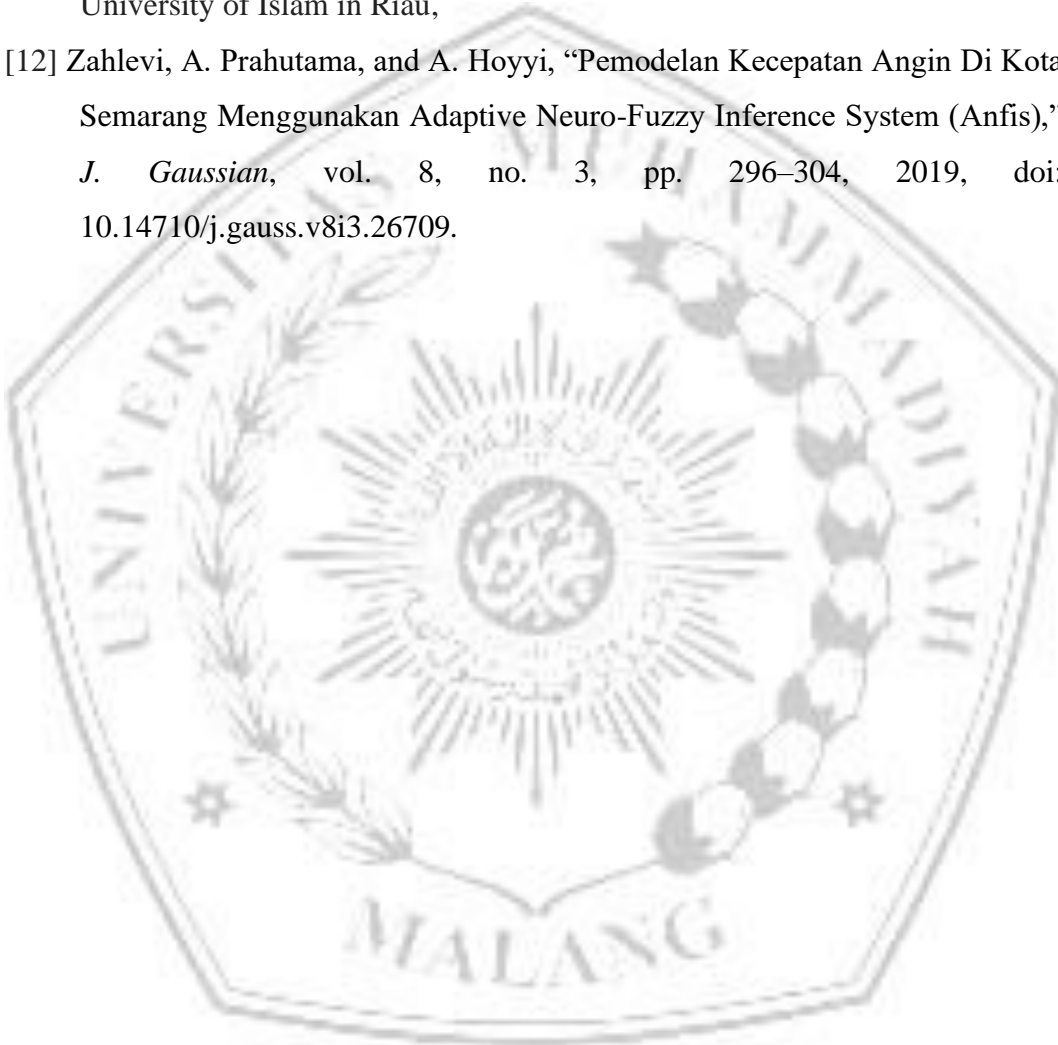 University of Islam in Riau,
[12] Zahlevi, A. Prahutama, and A. Hoyyi, “Pemodelan Kecepatan Angin Di Kota
Semarang Menggunakan Adaptive Neuro-Fuzzy Inference System (Anfis),”
J. Gaussian, vol. 8, no. 3, pp. 296–304, 2019, doi:
10.14710/j.gauss.v8i3.26709.
UNIVERSITAS MUHAMMADIYAH
MALANG